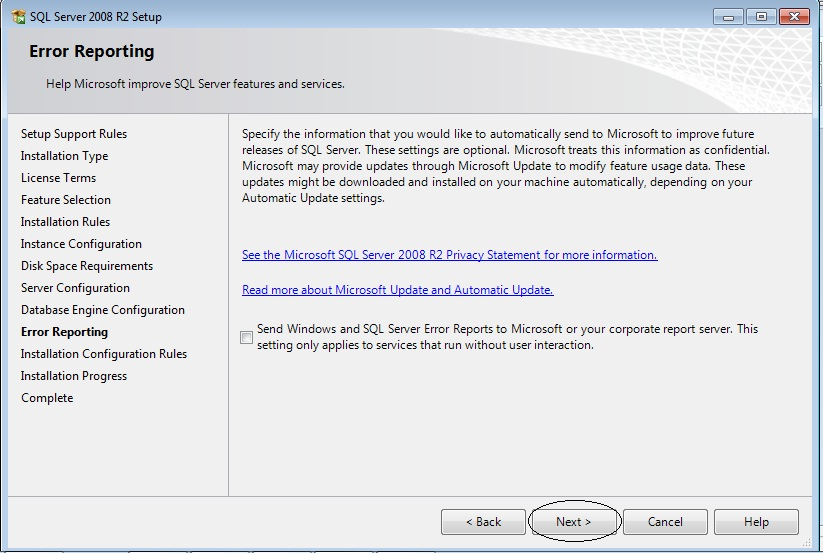 SQL Server 2008 R2 Setup
Error Reporting
Help Microsoft improve SQL Server features and services.
Setup Support Rules
Installation Type
License Terms
Feature Selection
Installation Rules
Instance Configuration
Disk Space Requirements
Server Configuration
Database Engine Configuration
Error Reporting
Installation Configuration Rules
Installation Progress
Complete
Specify the information that you would like to automatically send to Microsoft to improve future
releases of SQL Server. These settings are optional. Microsoft treats this information as confidential.
Microsoft may provide updates through Microsoft Update to modify feature usage data. These
updates might be downloaded and installed on your machine automatically, depending on your
Automatic Update settings.
See the Microsoft SQL Server 2008 R2 Privacy Statement for more information.
Read more about Microsoft Update and Automatic Update.
Send Windows and SQL Server Error Reports to Microsoft or your corporate report server. This
setting only applies to services that run without user interaction.
< Back
Next >
Cancel
Help